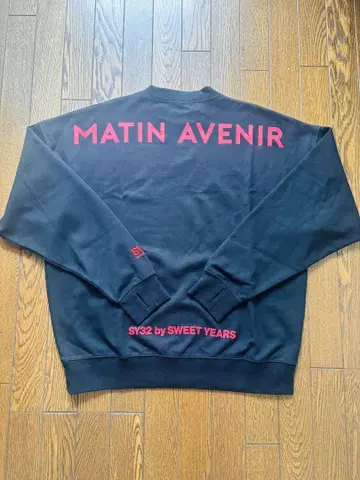 MATIN AVENIR
SY32 by SWEET YEARS